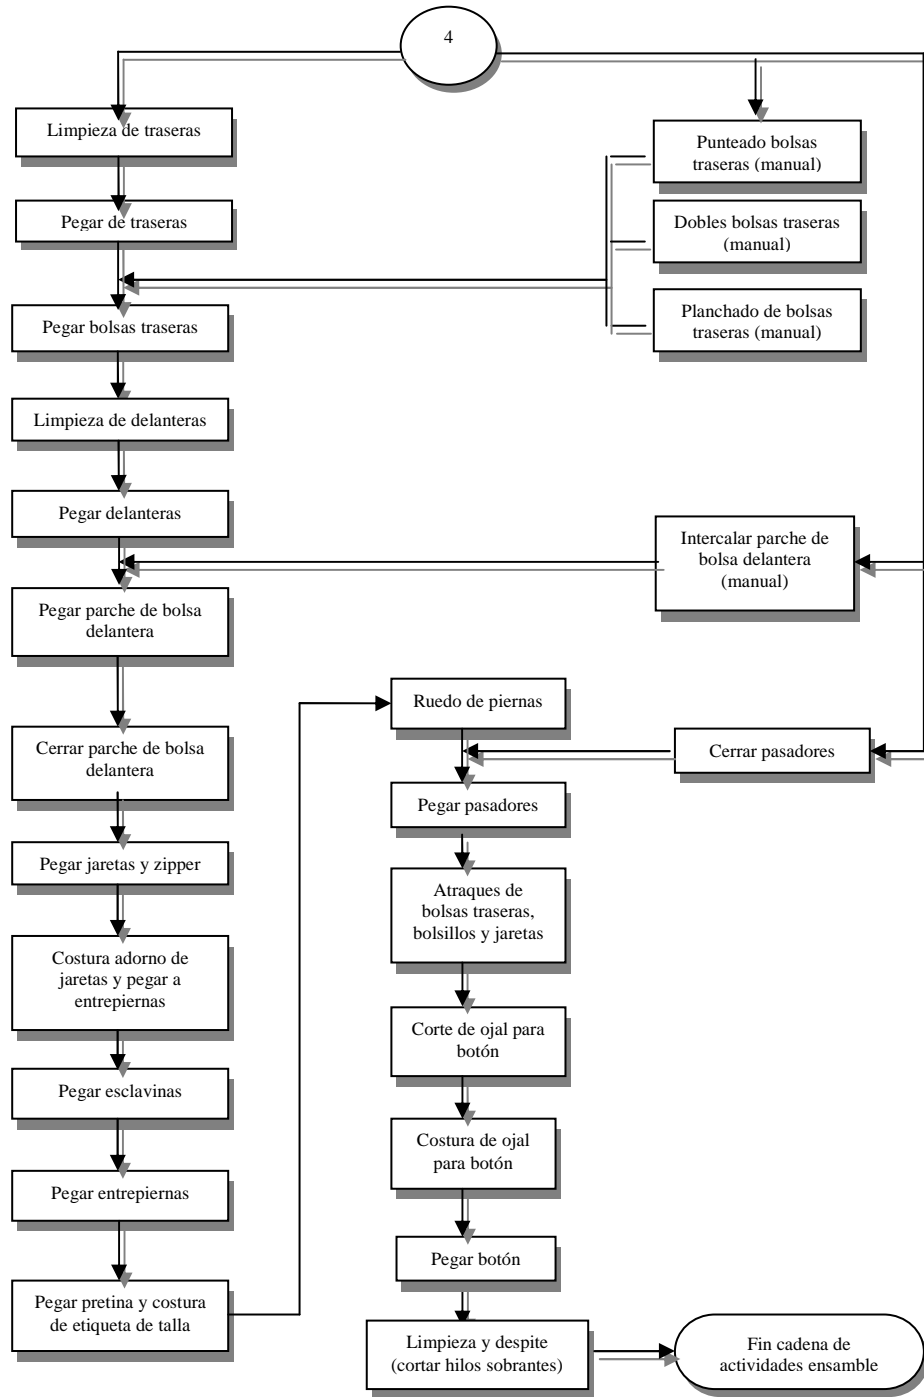 4
Limpieza de traseras
Pegar de traseras
Pegar bolsas traseras
Limpieza de delanteras
Pegar delanteras
Pegar parche de bolsa
delantera
Cerrar parche de bolsa
delantera
Pegar jaretas y zipper
Costura adorno de
jaretas y pegar a
entrepiernas
Pegar esclavinas
Pegar entrepiernas
Pegar pretina y costura
de etiqueta de talla
Punteado bolsas
traseras (manual)
Dobles bolsas traseras
(manual)
Planchado de bolsas
traseras (manual)
Intercalar parche de
bolsa delantera
(manual)
Cerrar pasadores
Ruedo de piernas
Pegar pasadores
Atraques de
bolsas traseras,
bolsillos y jaretas
Corte de ojal para
botón
Costura de ojal
para botón
Pegar botón
Limpieza y despite
(cortar hilos sobrantes)
Fin cadena de
actividades ensamble